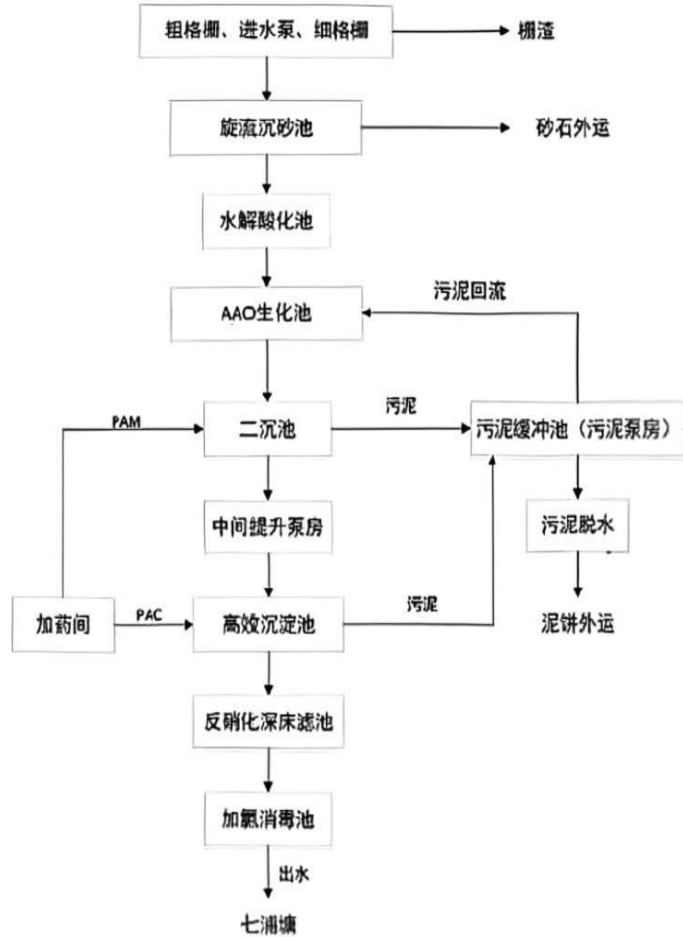 粗格栅、进水泵、细格栅
栅渣
旋流沉砂池
砂石外运
水解酸化池
污泥回流
AAO生化池
PAM
二沉池
污泥
污泥缓冲池（污泥泵房）
中间提升泵房
污泥脱水
加药间
PAC
高效沉淀池
污泥
泥饼外运
反硝化深床滤池
加氯消毒池
出水
七浦塘